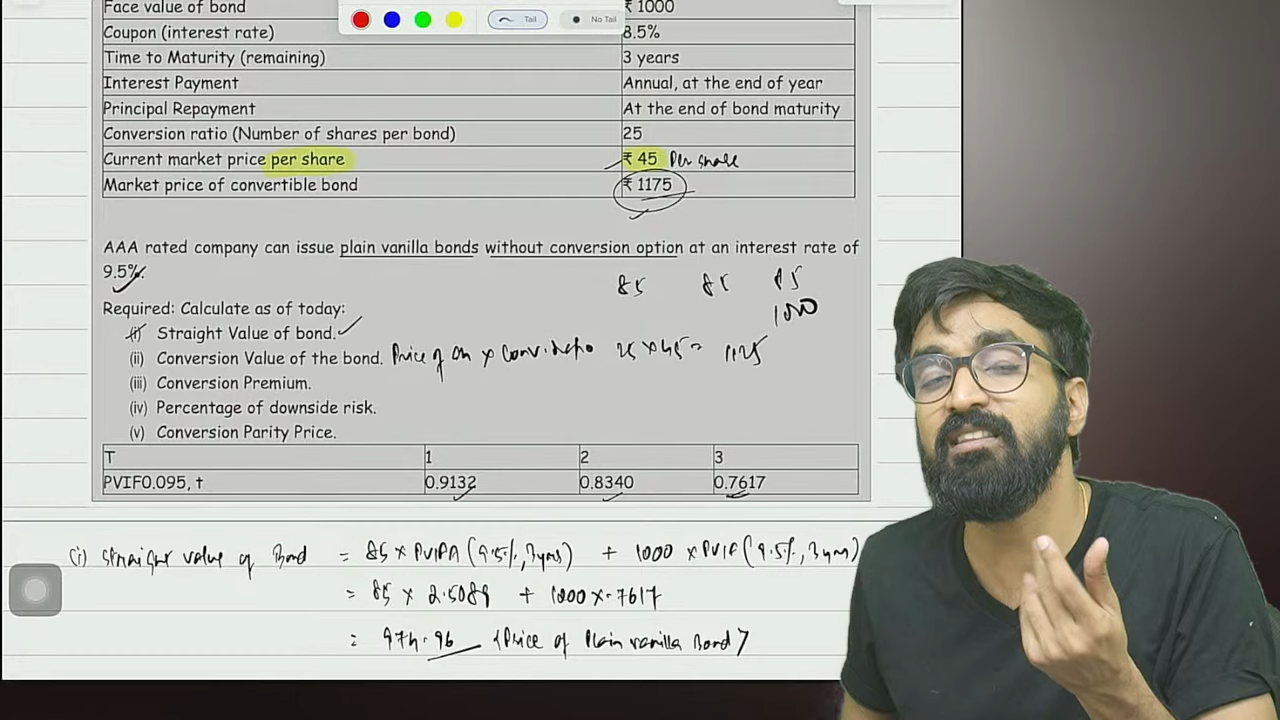 Face value of bond ₹ 1000
Tail No Tail
Coupon (interest rate) 8.5%
Time to Maturity (remaining) 3 years
Interest Payment Annual, at the end of year
Principal Repayment At the end of bond maturity
Conversion ratio (Number of shares per bond) 25
Current market price per share ₹ 45 Per share
Market price of convertible bond ₹ 1175
AAA rated company can issue plain vanilla bonds without conversion option at an interest rate of
9.5%.
85 85 85
1000
Required: Calculate as of today:
(i) Straight Value of bond.
(ii) Conversion Value of the bond. Price of sh x Conv. ratio 25 x 45 = 1125
(iii) Conversion Premium.
(iv) Percentage of downside risk.
(v) Conversion Parity Price.
T 1 2 3
PVIF0.095, t 0.9132 0.8340 0.7617
(i) Straight value of Bond = 85 x PVIFA (9.5%, 3 yrs) + 1000 x PVIF (9.5%, 3 yrs)
= 85 x 2.5089 + 1000 x .7617
= 974.96 {Price of Plain vanilla Bond}